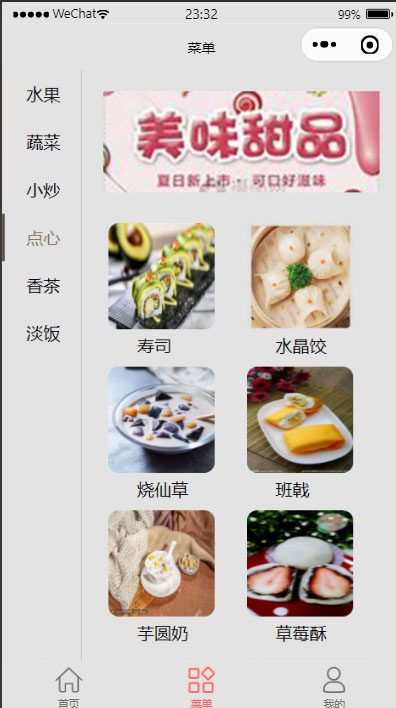 WeChat 23:32 99%
菜单
水果
蔬菜
小炒
点心
香茶
淡饭
美味甜品
夏日新上市 · 可口好滋味
寿司 水晶饺
烧仙草 班戟
芋圆奶 草莓酥
首页 菜单 我的